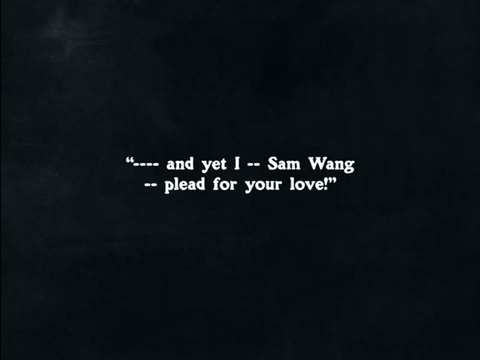 “---- and yet I -- Sam Wang
-- plead for your love!”